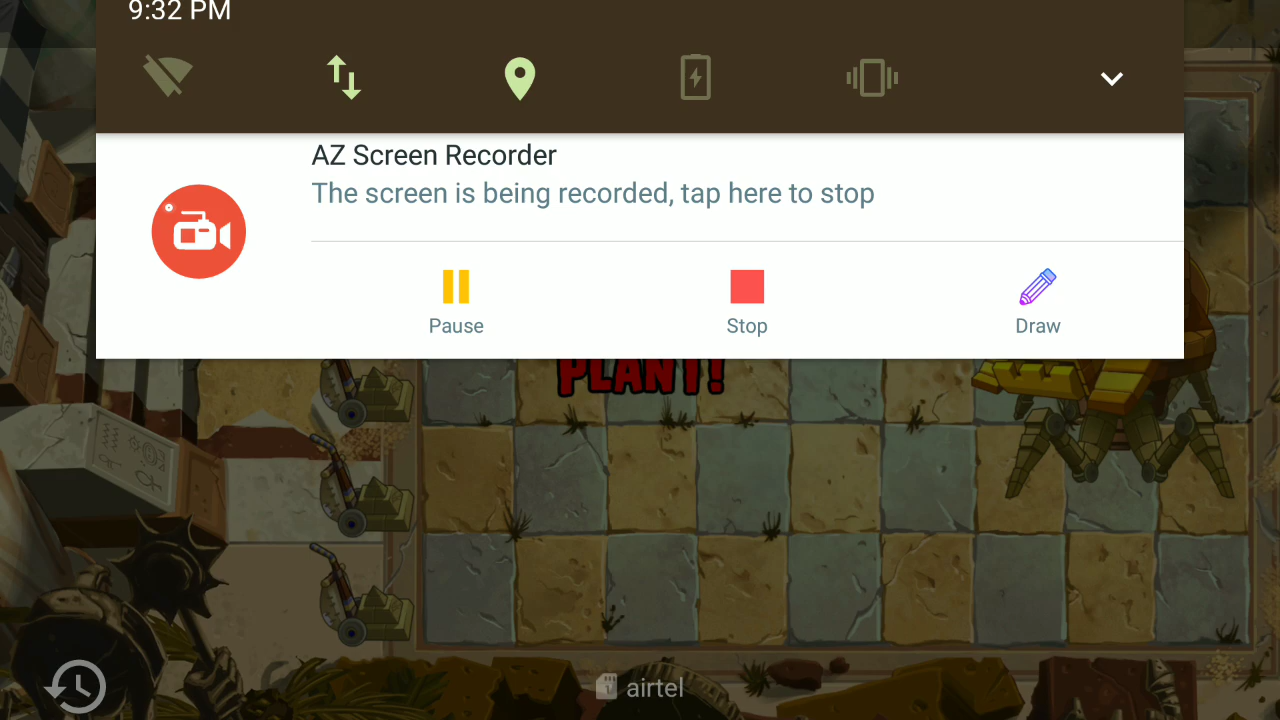 9:32 PM
AZ Screen Recorder
The screen is being recorded, tap here to stop
Pause
Stop
Draw
PLANT!
1 airtel